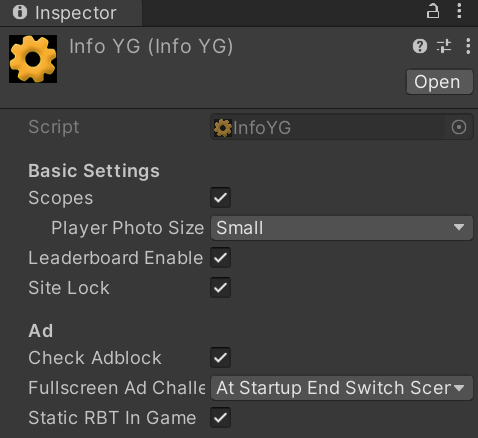 Inspector
Info YG (Info YG)
Open
Script InfoYG
Basic Settings
Scopes
Player Photo Size Small
Leaderboard Enable
Site Lock
Ad
Check Adblock
Fullscreen Ad Challe At Startup End Switch Scer
Static RBT In Game